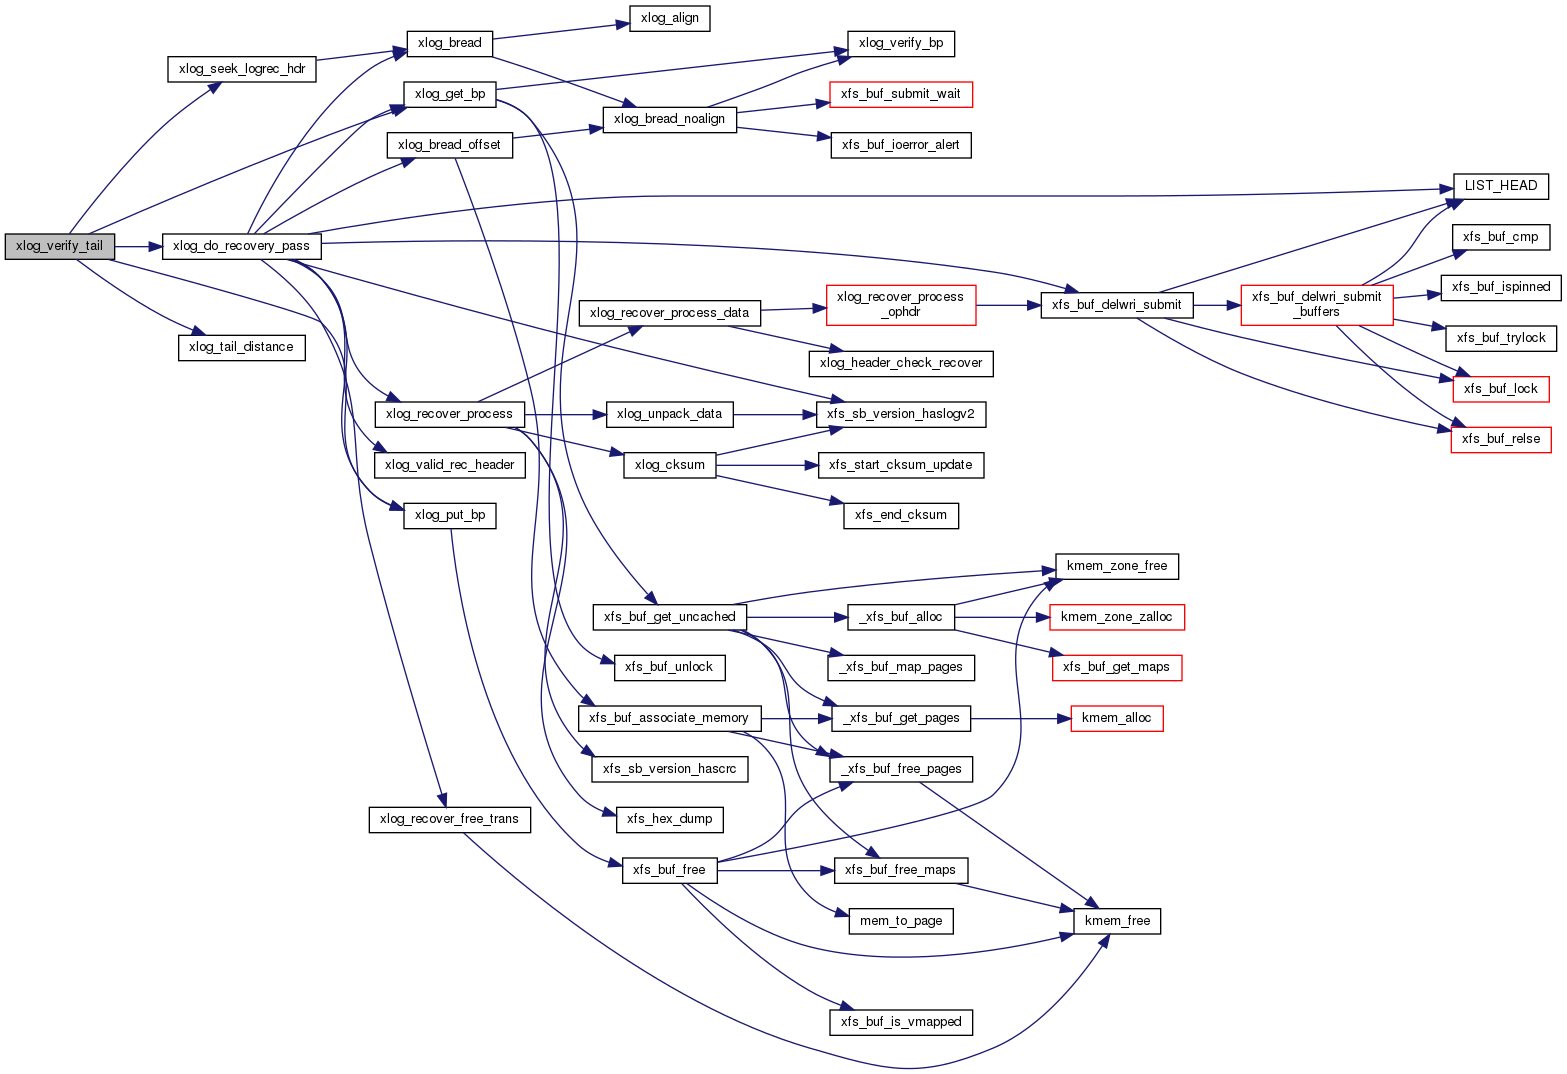 xlog_align
xlog_bread
xlog_verify_bp
xlog_seek_logrec_hdr
xlog_get_bp
xfs_buf_submit_wait
xlog_bread_noalign
xlog_bread_offset
xfs_buf_ioerror_alert
LIST_HEAD
xfs_buf_cmp
xlog_verify_tail
xlog_do_recovery_pass
xfs_buf_ispinned
xlog_recover_process
_ophdr
xfs_buf_delwri_submit
xfs_buf_delwri_submit
_buffers
xlog_recover_process_data
xfs_buf_trylock
xlog_tail_distance
xlog_header_check_recover
xfs_buf_lock
xlog_recover_process
xlog_unpack_data
xfs_sb_version_haslogv2
xfs_buf_relse
xlog_valid_rec_header
xlog_cksum
xfs_start_cksum_update
xlog_put_bp
xfs_end_cksum
kmem_zone_free
xfs_buf_get_uncached
_xfs_buf_alloc
kmem_zone_zalloc
xfs_buf_unlock
_xfs_buf_map_pages
xfs_buf_get_maps
xfs_buf_associate_memory
_xfs_buf_get_pages
kmem_alloc
xfs_sb_version_hascrc
_xfs_buf_free_pages
xlog_recover_free_trans
xfs_hex_dump
xfs_buf_free
xfs_buf_free_maps
mem_to_page
kmem_free
xfs_buf_is_vmapped